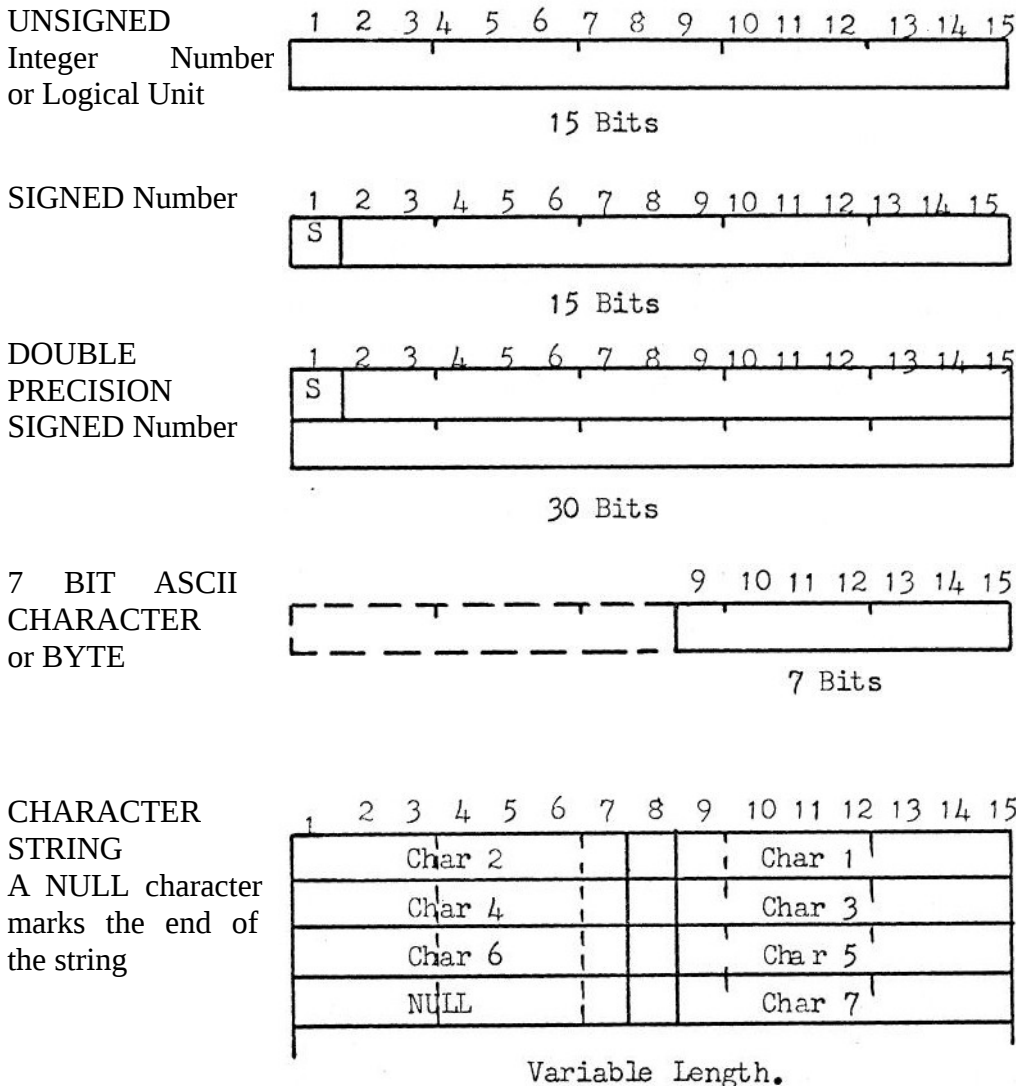 UNSIGNED
Integer Number
or Logical Unit
1 2 3 4 5 6 7 8 9 10 11 12 13 14 15
15 Bits
SIGNED Number
1 2 3 4 5 6 7 8 9 10 11 12 13 14 15
S
15 Bits
DOUBLE
PRECISION
SIGNED Number
1 2 3 4 5 6 7 8 9 10 11 12 13 14 15
S
30 Bits
7 BIT ASCII
CHARACTER
or BYTE
9 10 11 12 13 14 15
7 Bits
CHARACTER
STRING
A NULL character
marks the end of
the string
1 2 3 4 5 6 7 8 9 10 11 12 13 14 15
Char 2 Char 1
Char 4 Char 3
Char 6 Char 5
NULL Char 7
Variable Length.